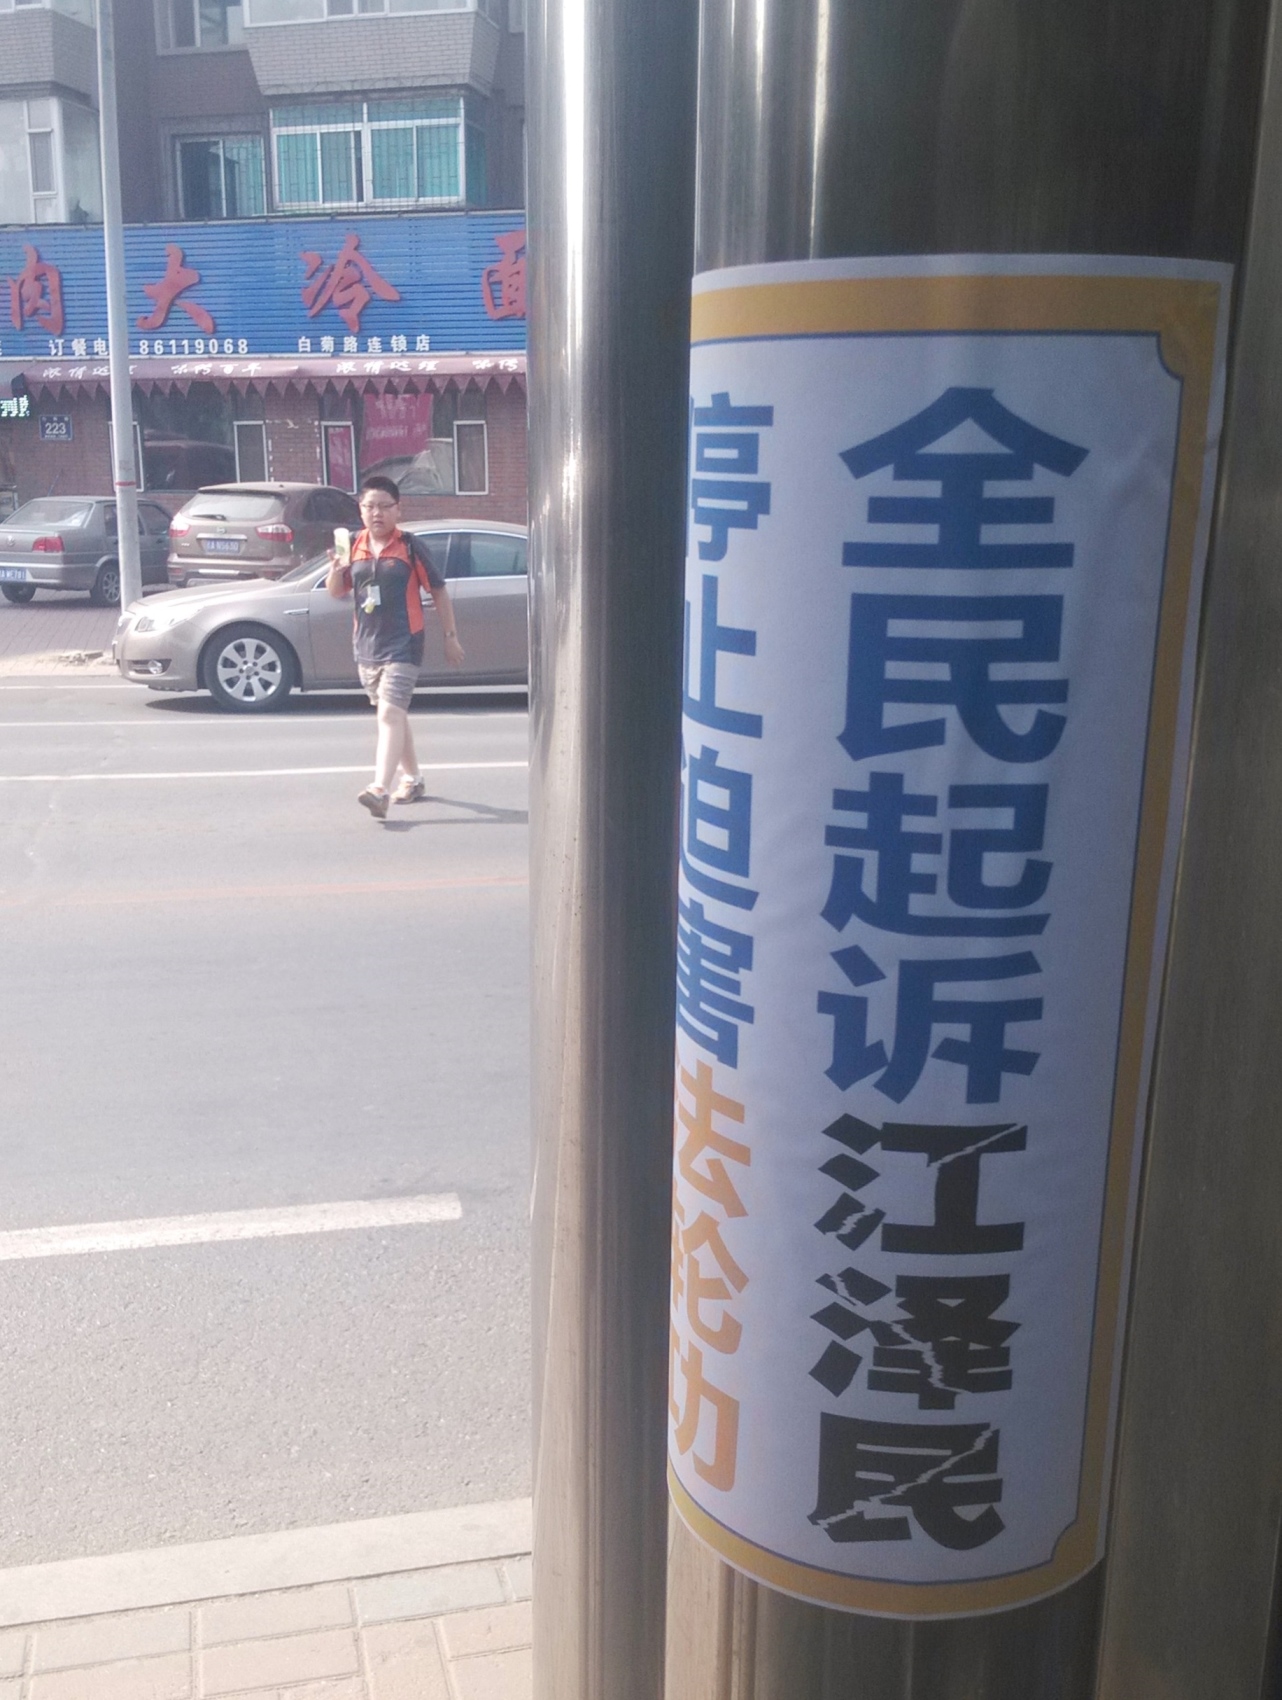 肉大冷面
订餐电 86119068
白菊路连锁店
223
全民起诉江泽民
停止迫害法轮功